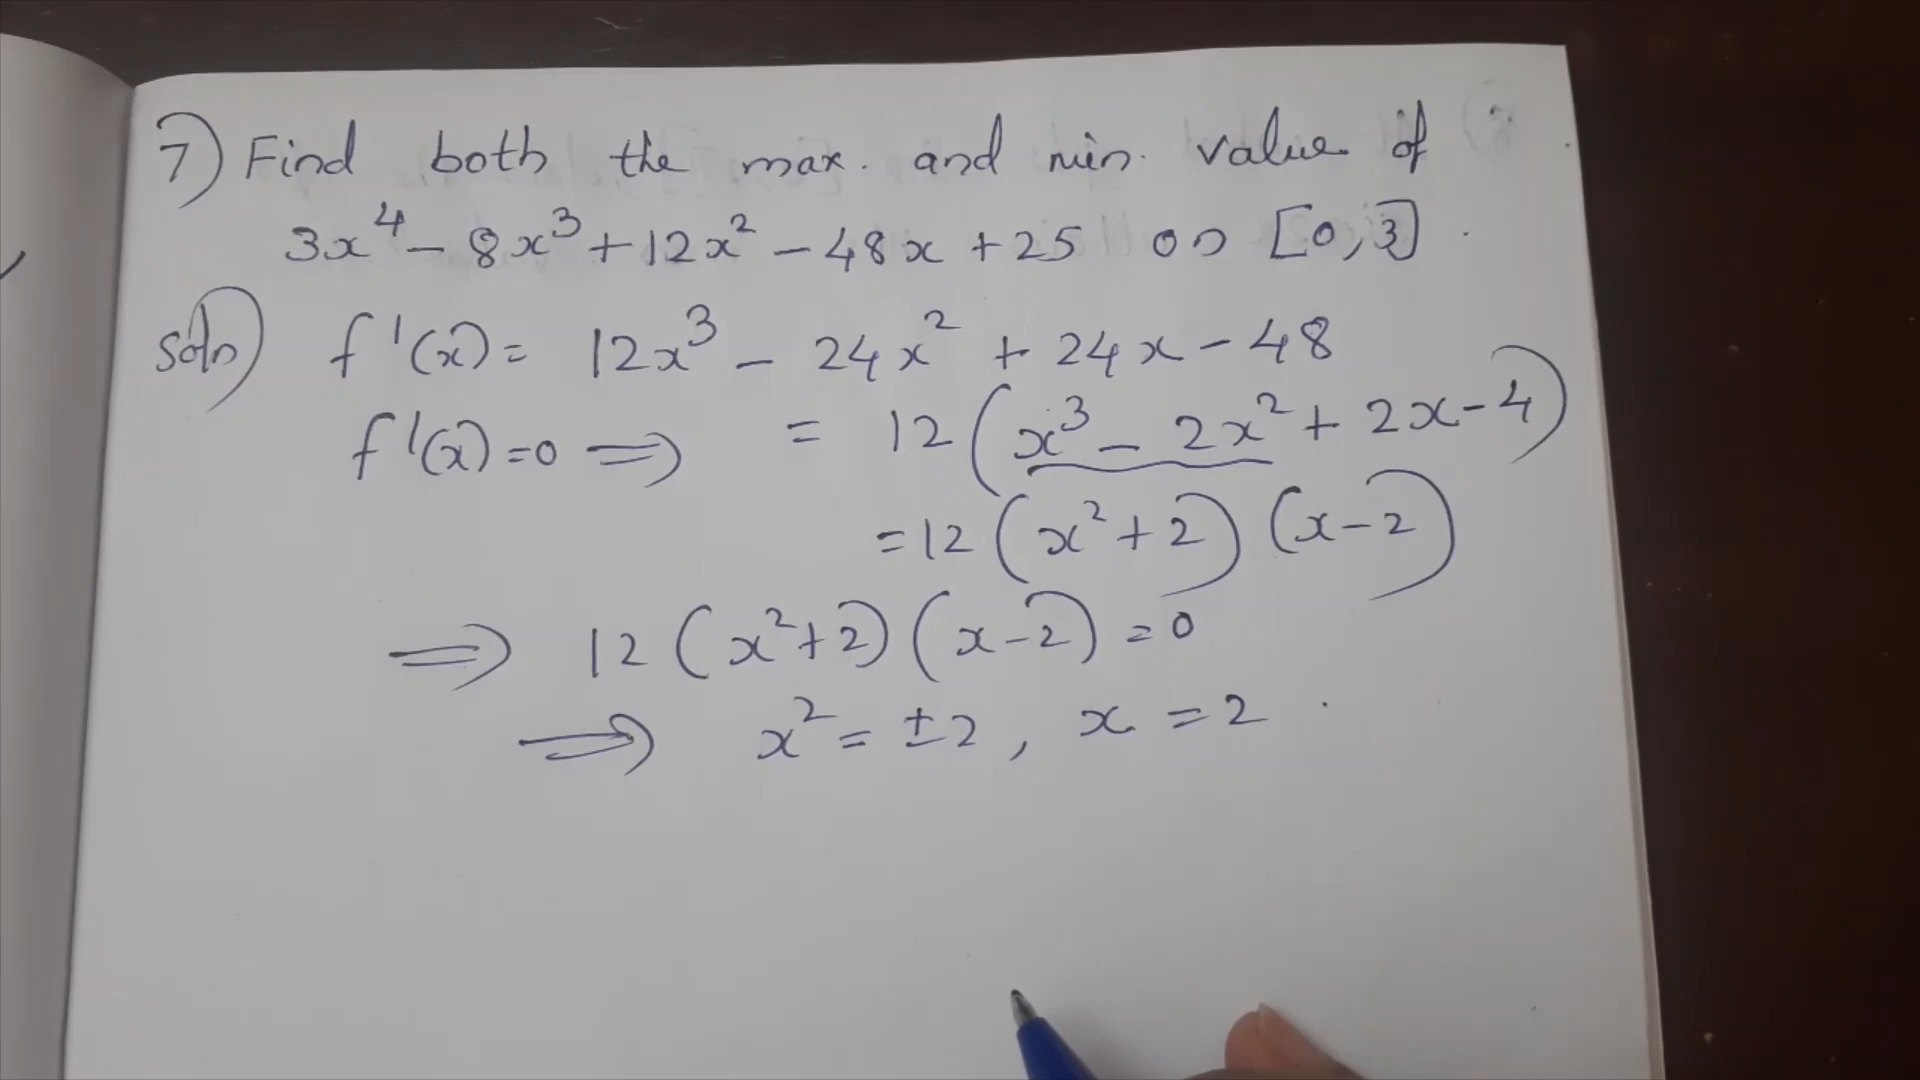 7) Find both the max. and min. value of
3x⁴ - 8x³ + 12x² - 48x + 25 on [0,3].
soln) f'(x) = 12x³ - 24x² + 24x - 48
f'(x) = 0 ⟹ = 12(x³ - 2x² + 2x - 4)
= 12(x² + 2)(x - 2)
⟹ 12(x² + 2)(x - 2) = 0
⟹ x² = ±2, x = 2.